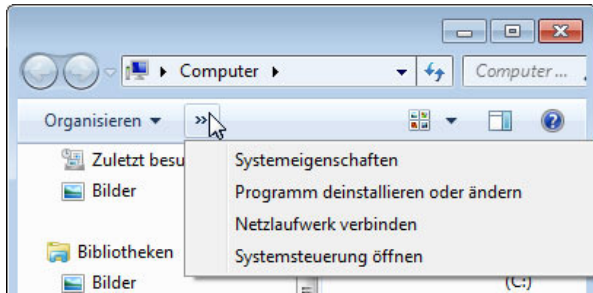 Computer
Computer ...
Organisieren
»
Zuletzt besu
Bilder
Bibliotheken
Bilder
Systemeigenschaften
Programm deinstallieren oder ändern
Netzlaufwerk verbinden
Systemsteuerung öffnen
(C:)